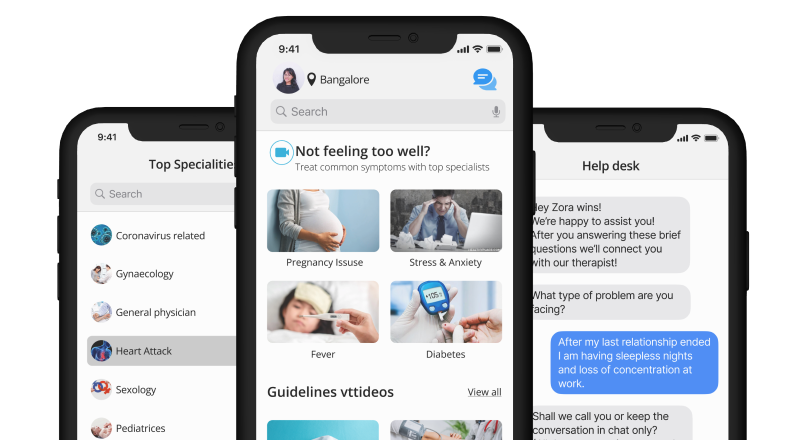 9:41
Top Specialitie
Search
Coronavirus related
Gynaecology
General physician
Heart Attack
Sexology
Pediatrices
9:41
Bangalore
Search
Not feeling too well?
Treat common symptoms with top specialists
Pregnancy Issuse
Stress & Anxiety
+105
Fever
Diabetes
Guidelines vttideos
View all
Help desk
Hey Zora wins!
We're happy to assist you!
After you answering these brief
questions we'll connect you
with our therapist!
What type of problem are you
facing?
After my last relationship ended
I am having sleepless nights
and loss of concentration at
work.
Shall we call you or keep the
conversation in chat only?